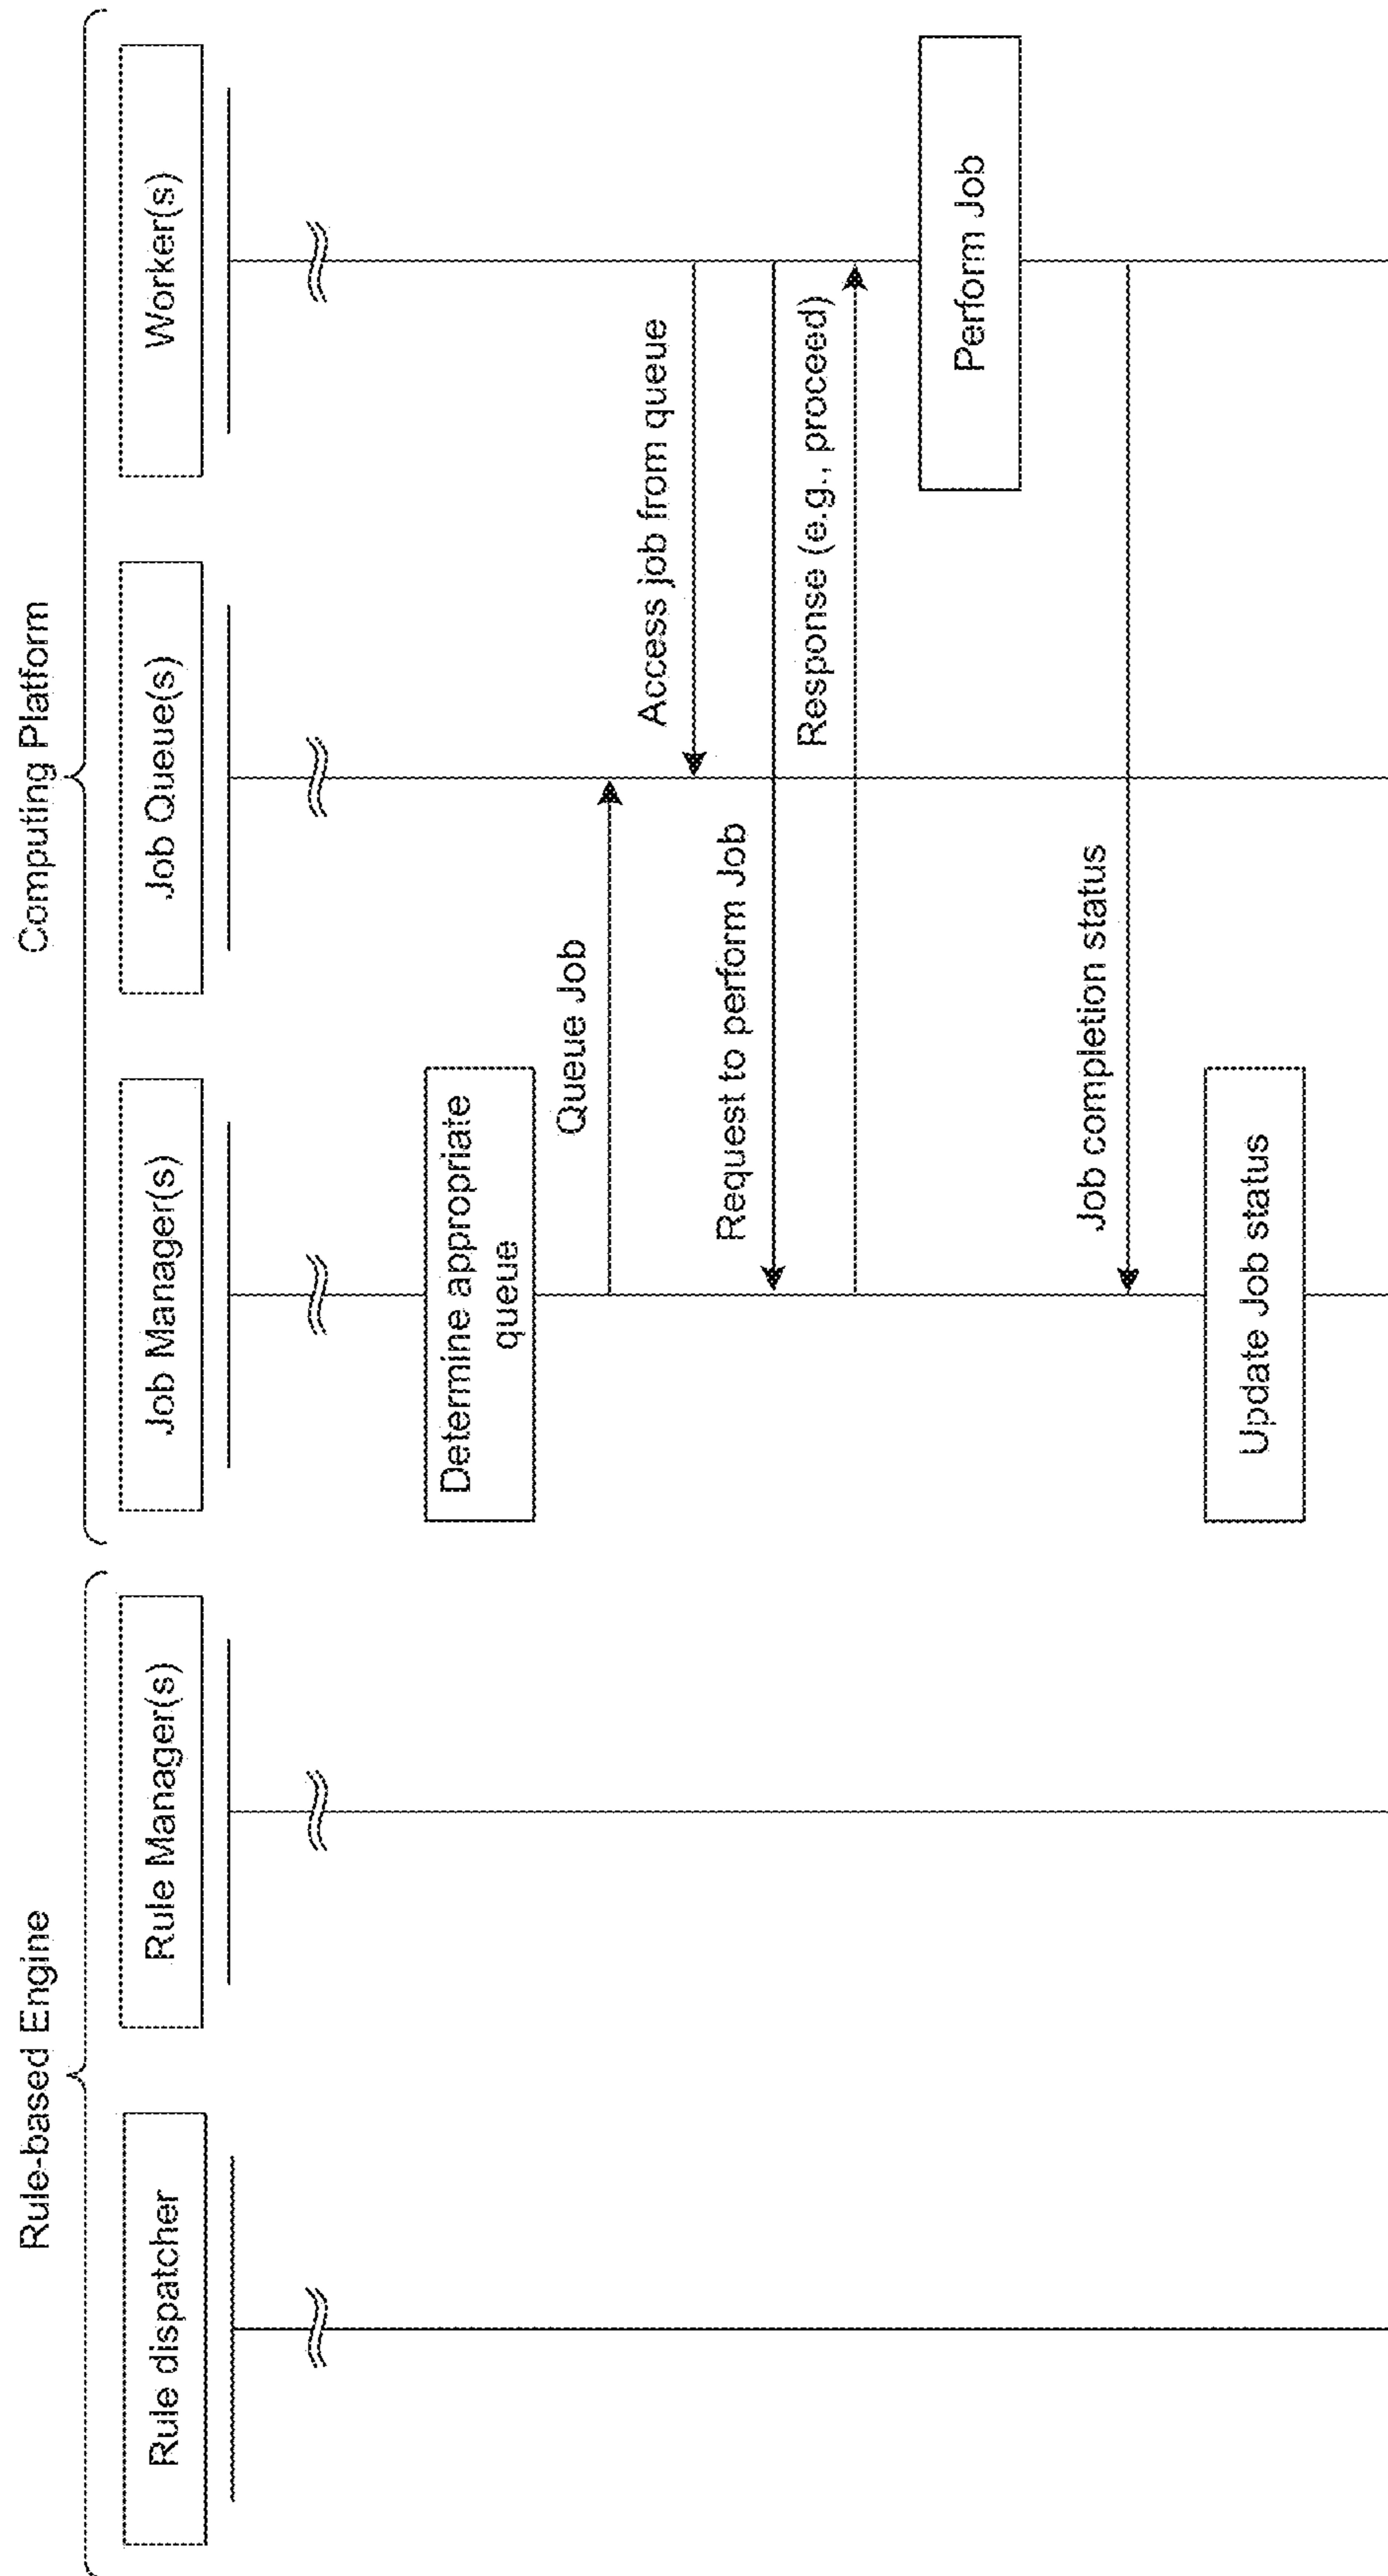 Rule-based Engine
Computing Platform
Rule dispatcher
Rule Manager(s)
Job Manager(s)
Job Queue(s)
Worker(s)
Determine appropriate
queue
Queue Job
Access job from queue
Request to perform Job
Response (e.g., proceed)
Perform Job
Job completion status
Update Job status